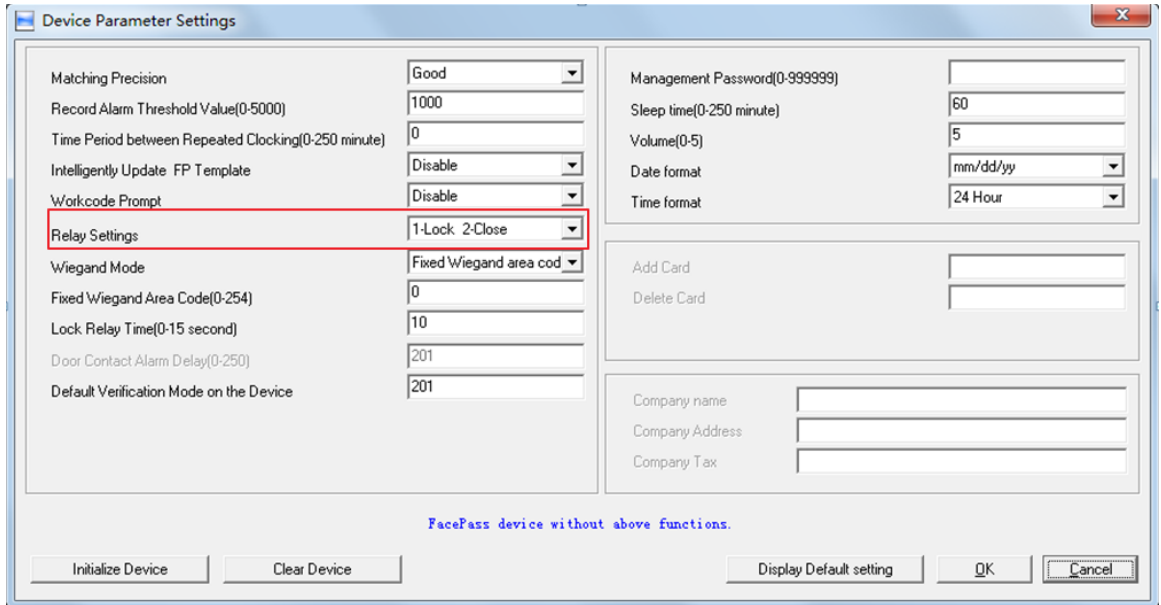 Device Parameter Settings
Matching Precision Good
Record Alarm Threshold Value(0-5000) 1000
Time Period between Repeated Clocking(0-250 minute) 0
Intelligently Update FP Template Disable
Workcode Prompt Disable
Relay Settings 1-Lock 2-Close
Wiegand Mode Fixed Wiegand area cod
Fixed Wiegand Area Code(0-254) 0
Lock Relay Time(0-15 second) 10
Door Contact Alarm Delay(0-250) 201
Default Verification Mode on the Device 201
Management Password(0-999999)
Sleep time(0-250 minute) 60
Volume(0-5) 5
Date format mm/dd/yy
Time format 24 Hour
Add Card
Delete Card
Company name
Company Address
Company Tax
FacePass device without above functions.
Initialize Device Clear Device Display Default setting OK Cancel